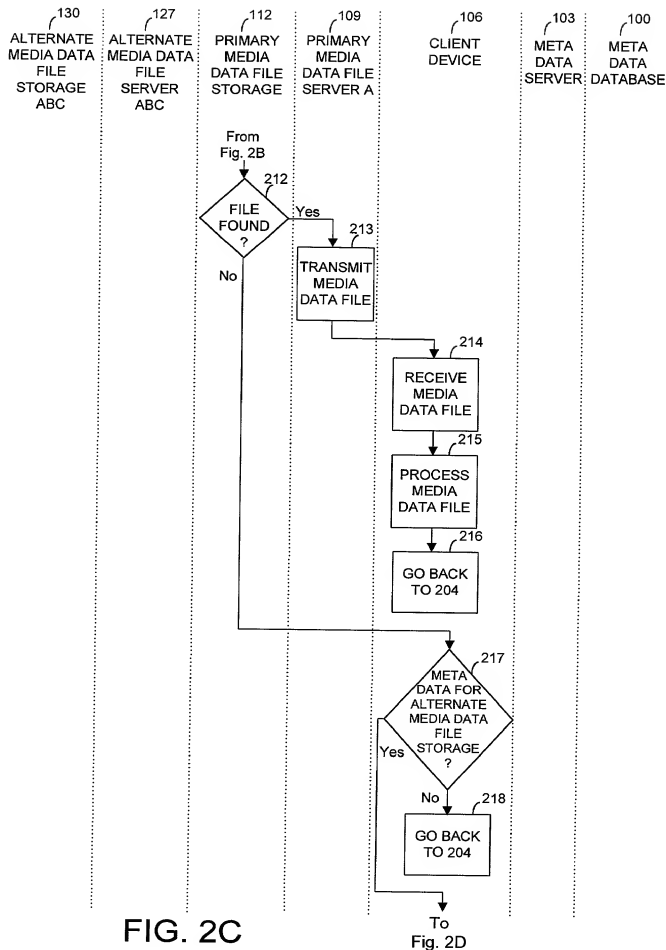 130
ALTERNATE
MEDIA DATA
FILE
STORAGE
ABC
127
ALTERNATE
MEDIA DATA
FILE
SERVER
ABC
112
PRIMARY
MEDIA
DATA FILE
STORAGE
109
PRIMARY
MEDIA
DATA FILE
SERVER A
106
CLIENT
DEVICE
103
META
DATA
SERVER
100
META
DATA
DATABASE
From
Fig. 2B
212
FILE
FOUND
?
Yes
No
213
TRANSMIT
MEDIA
DATA FILE
214
RECEIVE
MEDIA
DATA FILE
215
PROCESS
MEDIA
DATA FILE
216
GO BACK
TO 204
217
META
DATA FOR
ALTERNATE
MEDIA DATA
FILE
STORAGE
?
Yes
No
218
GO BACK
TO 204
To
Fig. 2D
FIG. 2C